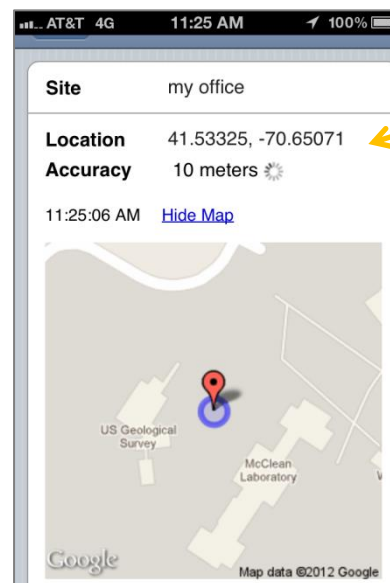 AT&T 4G 11:25 AM 100%
Site my office
Location 41.53325, -70.65071
Accuracy 10 meters
11:25:06 AM Hide Map
US Geological
Survey
McClean
Laboratory
Google
Map data ©2012 Google